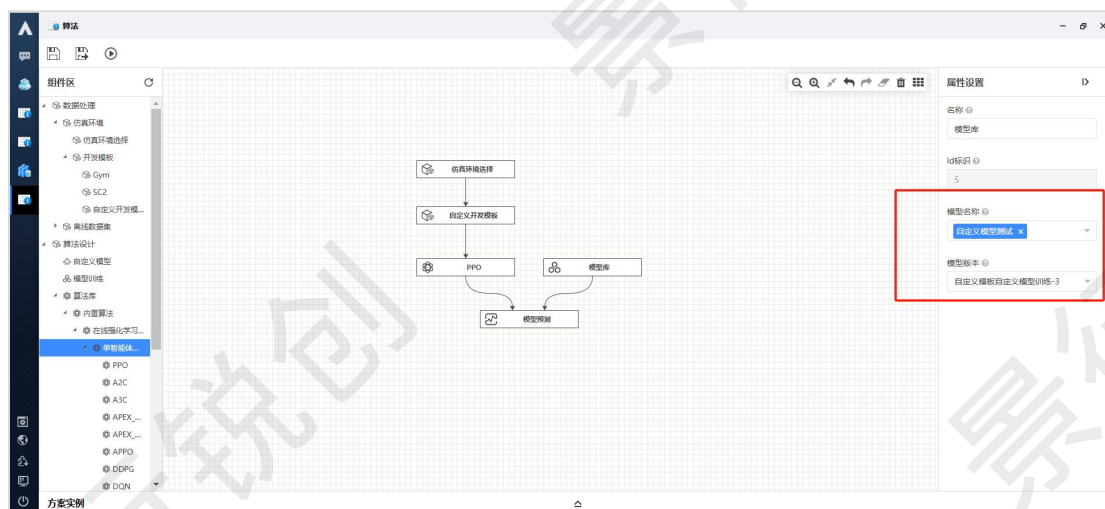 算法
组件区
数据处理
仿真环境
仿真环境选择
开发模板
Gym
SC2
自定义开发模...
离线数据集
算法设计
自定义模型
模型训练
算法库
内置算法
在线强化学习...
单智能体...
PPO
A2C
A3C
APEX_...
APEX_...
APPO
DDPG
DQN
方案实例
仿真环境选择
自定义开发模板
PPO
模型库
模型预测
属性设置
名称
模型库
id标识
5
模型名称
自定义模型测试 ×
模型版本
自定义模板自定义模型训练-3
锐创
景
景